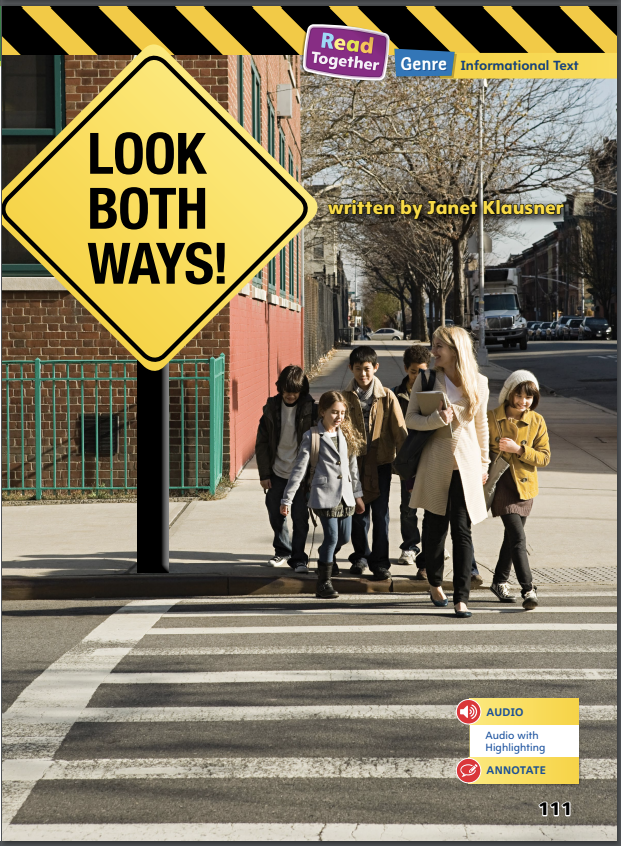 Read
Together
Genre Informational Text
LOOK
BOTH
WAYS!
written by Janet Klausner
AUDIO
Audio with
Highlighting
ANNOTATE
111